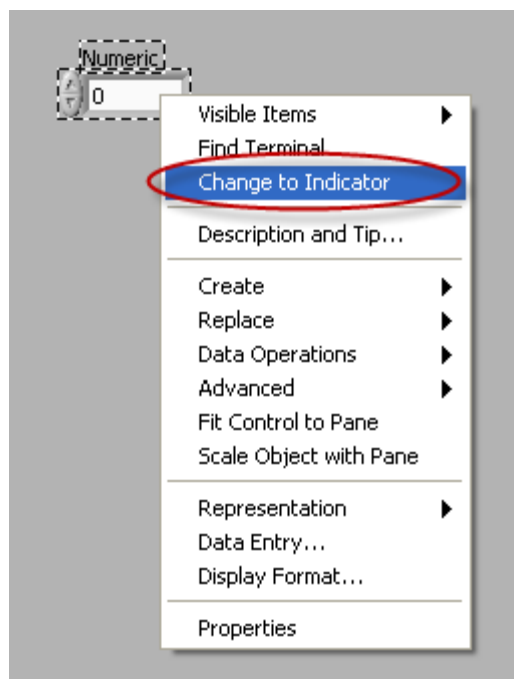 Numeric
0
Visible Items
Find Terminal
Change to Indicator
Description and Tip...
Create
Replace
Data Operations
Advanced
Fit Control to Pane
Scale Object with Pane
Representation
Data Entry...
Display Format...
Properties